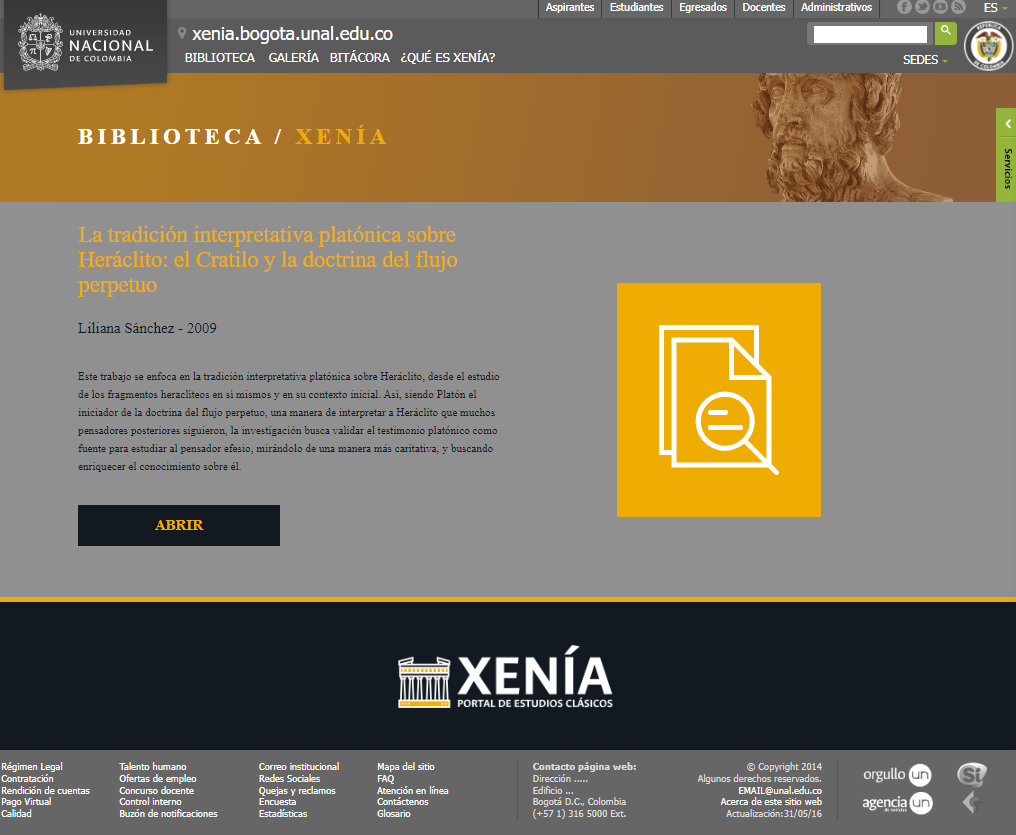 Aspirantes Estudiantes Egresados Docentes Administrativos ES
UNIVERSIDAD
NACIONAL
DE COLOMBIA
xenia.bogota.unal.edu.co
BIBLIOTECA GALERÍA BITÁCORA ¿QUÉ ES XENÍA?
SEDES
BIBLIOTECA / XENÍA
Servicios
La tradición interpretativa platónica sobre
Heráclito: el Cratilo y la doctrina del flujo
perpetuo
Liliana Sánchez - 2009
Este trabajo se enfoca en la tradición interpretativa platónica sobre Heráclito, desde el estudio
de los fragmentos heraclíteos en sí mismos y en su contexto inicial. Así, siendo Platón el
iniciador de la doctrina del flujo perpetuo, una manera de interpretar a Heráclito que muchos
pensadores posteriores siguieron, la investigación busca validar el testimonio platónico como
fuente para estudiar al pensador efesio, mirándolo de una manera más caritativa, y buscando
enriquecer el conocimiento sobre él.
ABRIR
XENÍA
PORTAL DE ESTUDIOS CLÁSICOS
Régimen Legal
Contratación
Rendición de cuentas
Pago Virtual
Calidad
Talento humano
Ofertas de empleo
Concurso docente
Control interno
Buzón de notificaciones
Correo institucional
Redes Sociales
Quejas y reclamos
Encuesta
Estadísticas
Mapa del sitio
FAQ
Atención en línea
Contáctenos
Glosario
Contacto página web:
Dirección .....
Edificio ...
Bogotá D.C., Colombia
(+57 1) 316 5000 Ext.
© Copyright 2014
Algunos derechos reservados.
EMAIL@unal.edu.co
Acerca de este sitio web
Actualización:31/05/16
orgullo un
agencia un
de noticias
Si